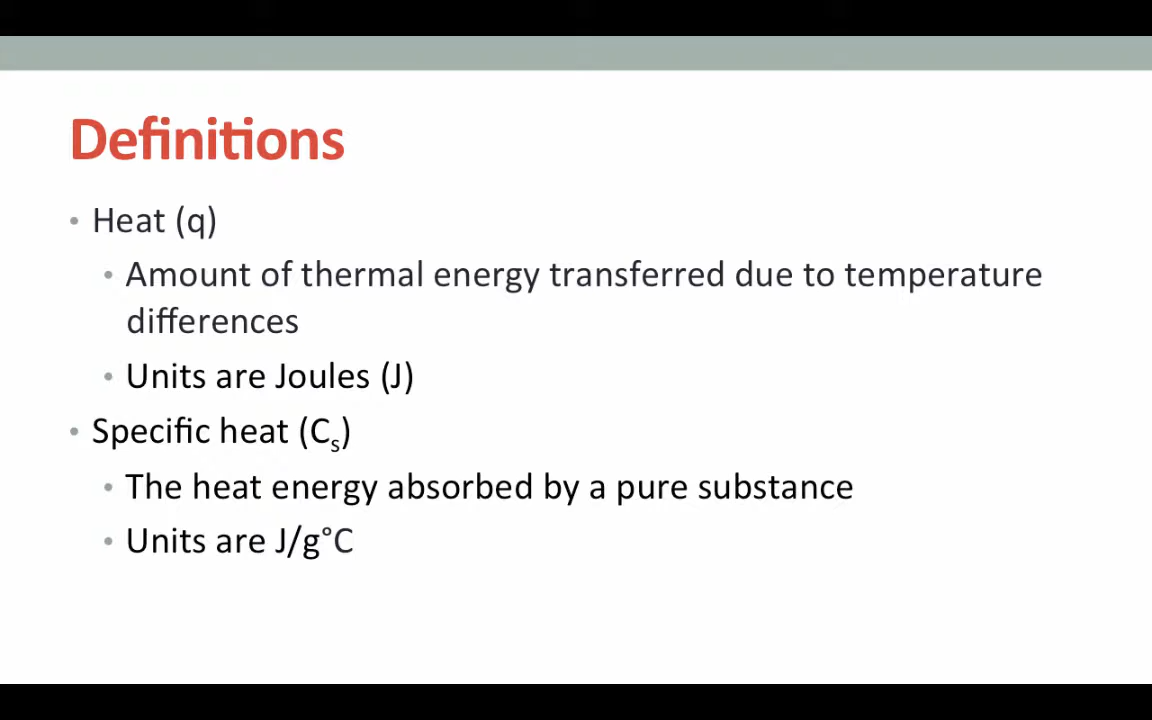 Definitions
• Heat (q)
• Amount of thermal energy transferred due to temperature
differences
• Units are Joules (J)
• Specific heat (Cₛ)
• The heat energy absorbed by a pure substance
• Units are J/g°C